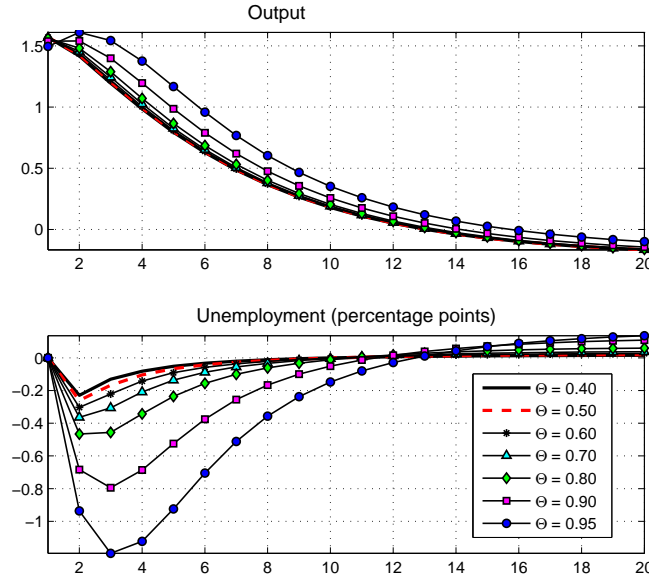 Output
1.5
1
0.5
0
2 4 6 8 10 12 14 16 18 20
Unemployment (percentage points)
0
−0.2
−0.4
−0.6
−0.8
−1
Θ = 0.40
Θ = 0.50
Θ = 0.60
Θ = 0.70
Θ = 0.80
Θ = 0.90
Θ = 0.95
2 4 6 8 10 12 14 16 18 20